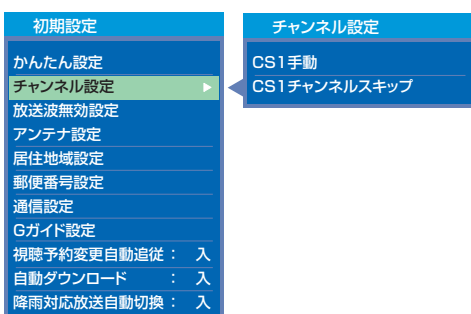 初期設定
かんたん設定
チャンネル設定
放送波無効設定
アンテナ設定
居住地域設定
郵便番号設定
通信設定
Gガイド設定
視聴予約変更自動追従： 入
自動ダウンロード ： 入
降雨対応放送自動切換： 入
チャンネル設定
CS1手動
CS1チャンネルスキップ